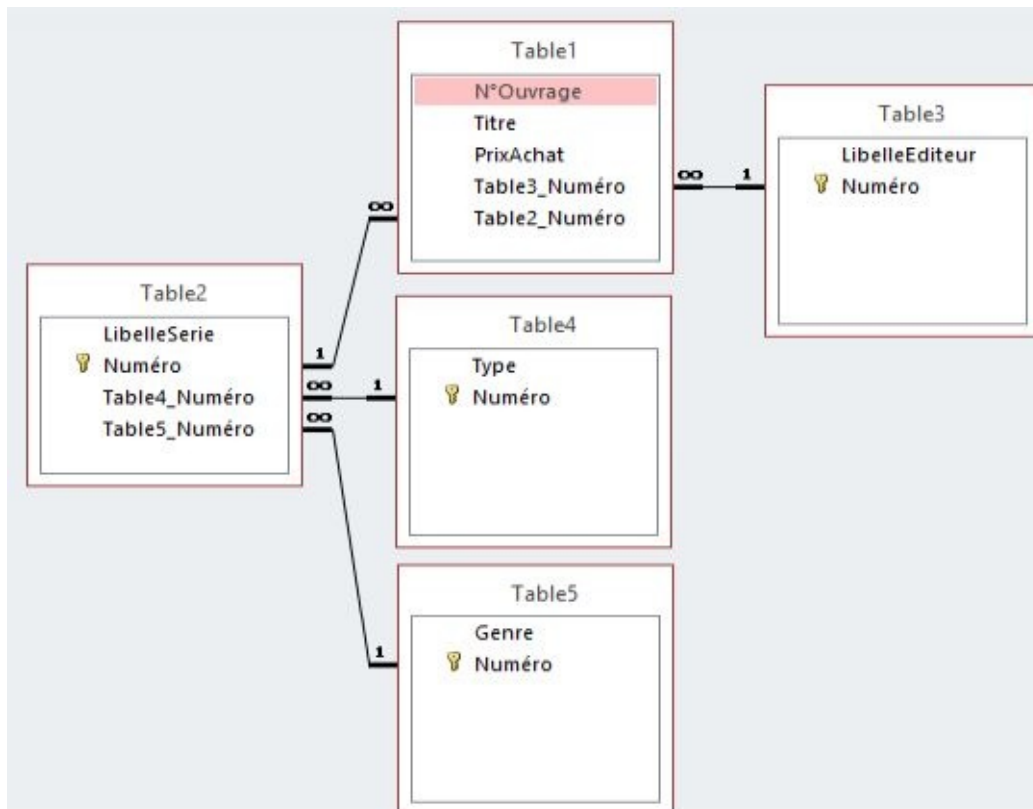 Table1
N°Ouvrage
Titre
PrixAchat
Table3_Numéro
Table2_Numéro
∞
∞ 1
Table3
LibelleEditeur
Numéro
Table2
LibelleSerie
Numéro
Table4_Numéro
Table5_Numéro
1
∞ 1
∞
1
Table4
Type
Numéro
Table5
Genre
Numéro